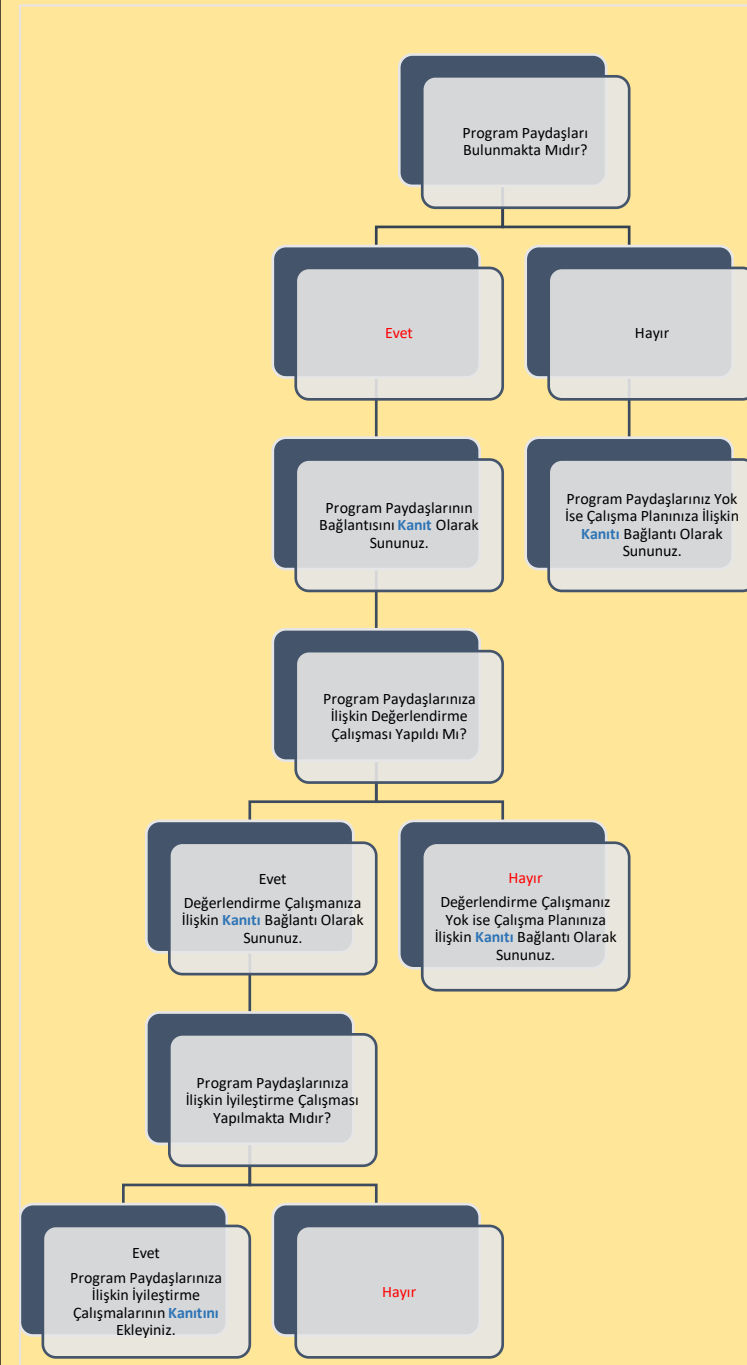 Program Paydaşları
Bulunmakta Mıdır?
Evet
Hayır
Program Paydaşlarının
Bağlantısını Kanıt Olarak
Sununuz.
Program Paydaşlarınız Yok
İse Çalışma Planınıza İlişkin
Kanıtı Bağlantı Olarak
Sununuz.
Program Paydaşlarınıza
İlişkin Değerlendirme
Çalışması Yapıldı Mı?
Evet
Değerlendirme Çalışmanıza
İlişkin Kanıtı Bağlantı Olarak
Sununuz.
Hayır
Değerlendirme Çalışmanız
Yok ise Çalışma Planınıza
İlişkin Kanıtı Bağlantı Olarak
Sununuz.
Program Paydaşlarınıza
İlişkin İyileştirme Çalışması
Yapılmakta Mıdır?
Evet
Program Paydaşlarınıza
İlişkin İyileştirme
Çalışmalarının Kanıtını
Ekleyiniz.
Hayır